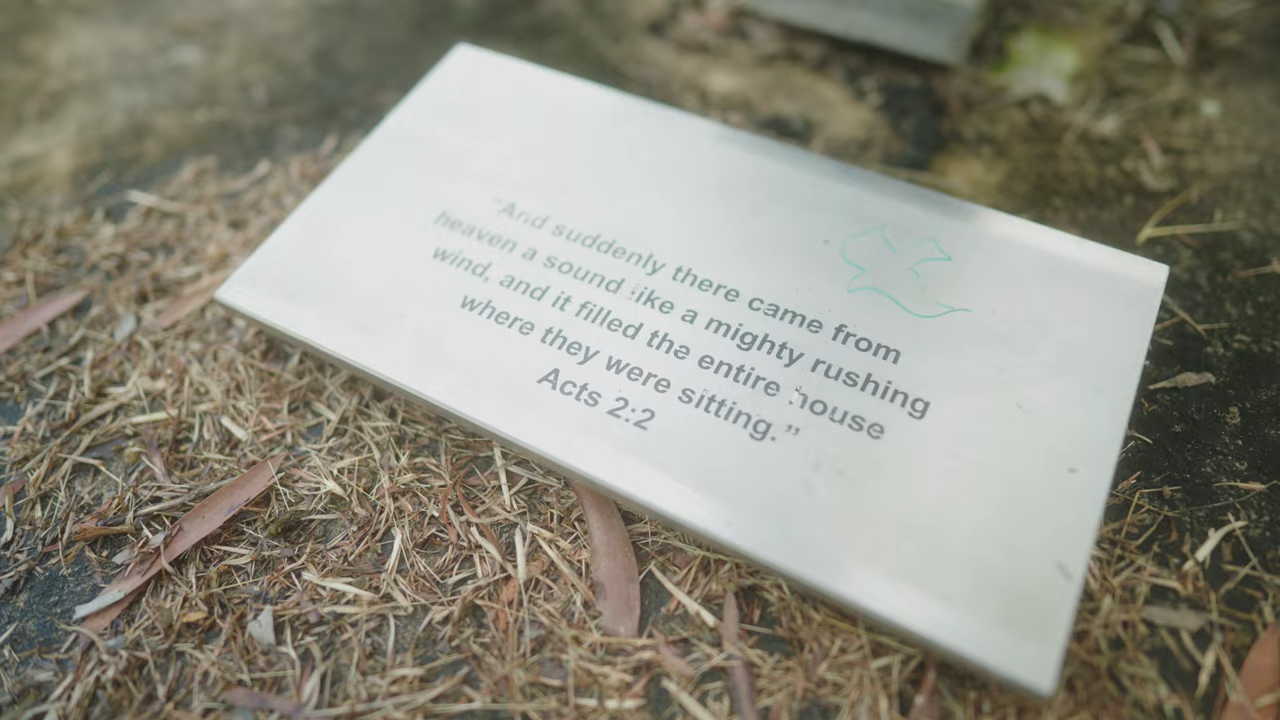 "And suddenly there came from
heaven a sound like a mighty rushing
wind, and it filled the entire house
where they were sitting.”
Acts 2:2